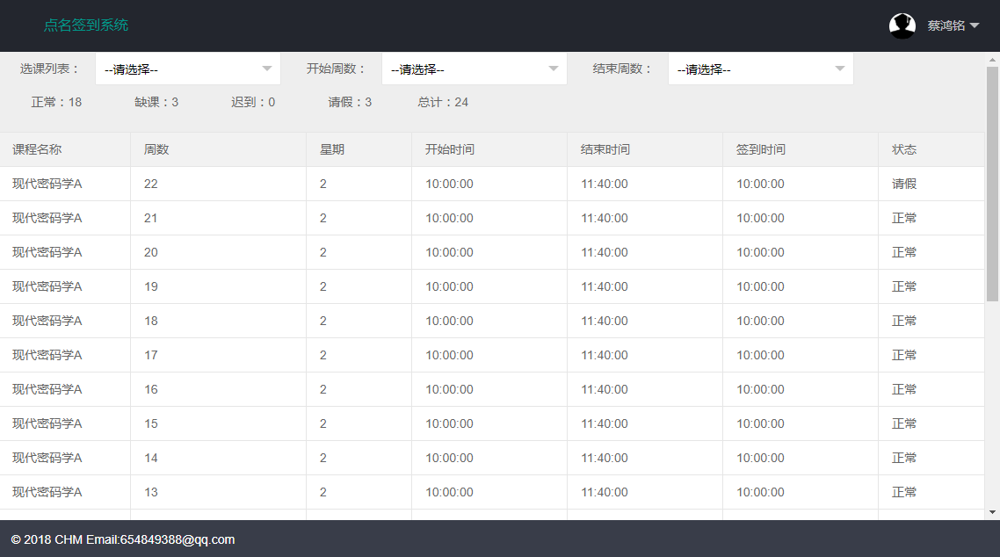 点名签到系统 蔡鸿铭
选课列表： --请选择-- 开始周数： --请选择-- 结束周数： --请选择--
正常：18 缺课：3 迟到：0 请假：3 总计：24
课程名称 周数 星期 开始时间 结束时间 签到时间 状态
现代密码学A 22 2 10:00:00 11:40:00 10:00:00 请假
现代密码学A 21 2 10:00:00 11:40:00 10:00:00 正常
现代密码学A 20 2 10:00:00 11:40:00 10:00:00 正常
现代密码学A 19 2 10:00:00 11:40:00 10:00:00 正常
现代密码学A 18 2 10:00:00 11:40:00 10:00:00 正常
现代密码学A 17 2 10:00:00 11:40:00 10:00:00 正常
现代密码学A 16 2 10:00:00 11:40:00 10:00:00 正常
现代密码学A 15 2 10:00:00 11:40:00 10:00:00 正常
现代密码学A 14 2 10:00:00 11:40:00 10:00:00 正常
现代密码学A 13 2 10:00:00 11:40:00 10:00:00 正常
© 2018 CHM Email:654849388@qq.com